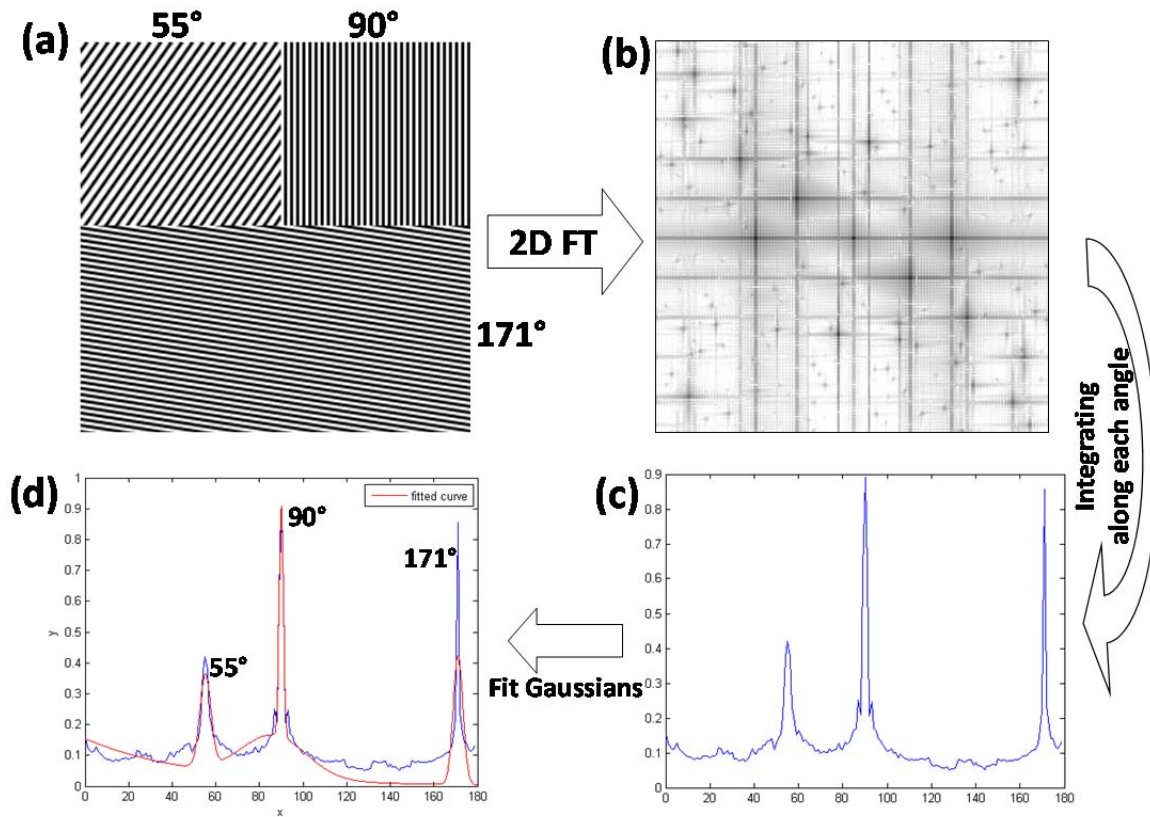 (a)
55°
90°
171°
2D FT
(b)
Integrating
along each angle
(c)
0.9
0.8
0.7
0.6
0.5
0.4
0.3
0.2
0.1
0
0 20 40 60 80 100 120 140 160 180
Fit Gaussians
(d)
1
0.9
0.8
0.7
0.6
0.5
0.4
0.3
0.2
0.1
0
y
fitted curve
55°
90°
171°
0 20 40 60 80 100 120 140 160 180
x